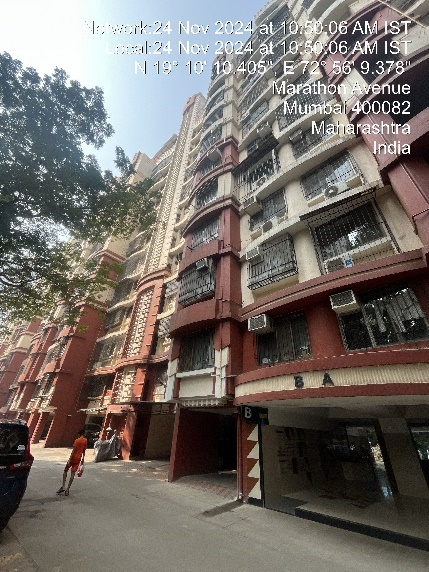 Network:24 Nov 2024 at 10:50:06 AM IST
Local:24 Nov 2024 at 10:50:06 AM IST
N 19° 10' 10.405", E 72° 56' 9.378"
Marathon Avenue
Mumbai 400082
Maharashtra
India
B A
B